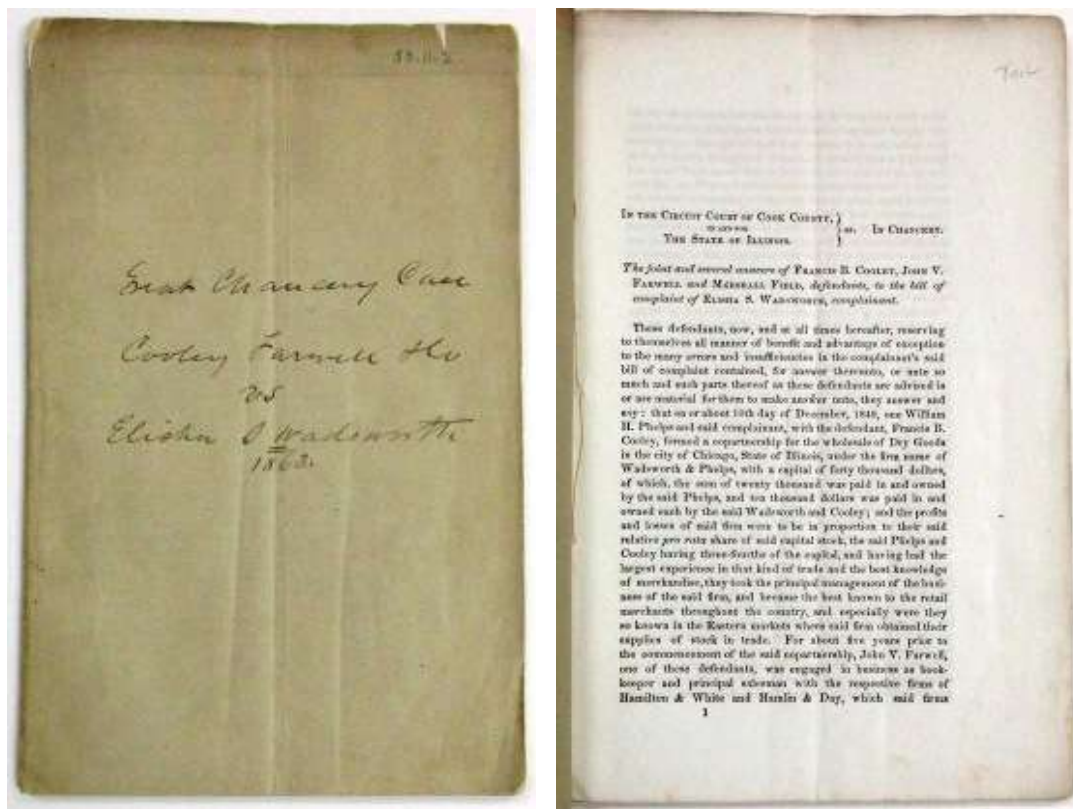 53.11.2
Great Chancery Case
Cooley Farwell &Co
vs
Elisha S Wadsworth
1863.
IN THE CIRCUIT COURT OF COOK COUNTY,
IN AND FOR
THE STATE OF ILLINOIS.
} ss. IN CHANCERY.
The joint and several answers of FRANCIS B. COOLEY, JOHN V.
FARWELL and MARSHALL FIELD, defendants, to the bill of
complaint of ELISHA S. WADSWORTH, complainant.
These defendants, now, and at all times hereafter, reserving
to themselves all manner of benefit and advantage of exception
to the many errors and insufficiencies in the complainant's said
bill of complaint contained, for answer thereunto, or unto so
much and such parts thereof as these defendants are advised is
or are material for them to make answer unto, they answer and
say: that on or about 10th day of December, 1848, one William
H. Phelps and said complainant, with the defendant, Francis B.
Cooley, formed a copartnership for the wholesale of Dry Goods
in the city of Chicago, State of Illinois, under the firm name of
Wadsworth & Phelps, with a capital of forty thousand dollars,
of which, the sum of twenty thousand was paid in and owned
by the said Phelps, and ten thousand dollars was paid in and
owned each by the said Wadsworth and Cooley; and the profits
and losses of said firm were to be in proportion to their said
relative pro rata share of said capital stock, the said Phelps and
Cooley having three-fourths of the capital, and having had the
largest experience in that kind of trade and the best knowledge
of merchandise, they took the principal management of the busi-
ness of the said firm, and became the best known to the retail
merchants throughout the country, and especially were they
so known in the Eastern markets where said firm obtained their
supplies of stock in trade. For about five years prior to
the commencement of the said copartnership, John V. Farwell,
one of these defendants, was engaged in business as book-
keeper and principal salesman with the respective firms of
Hamilton & White and Hamlin & Day, which said firms
1